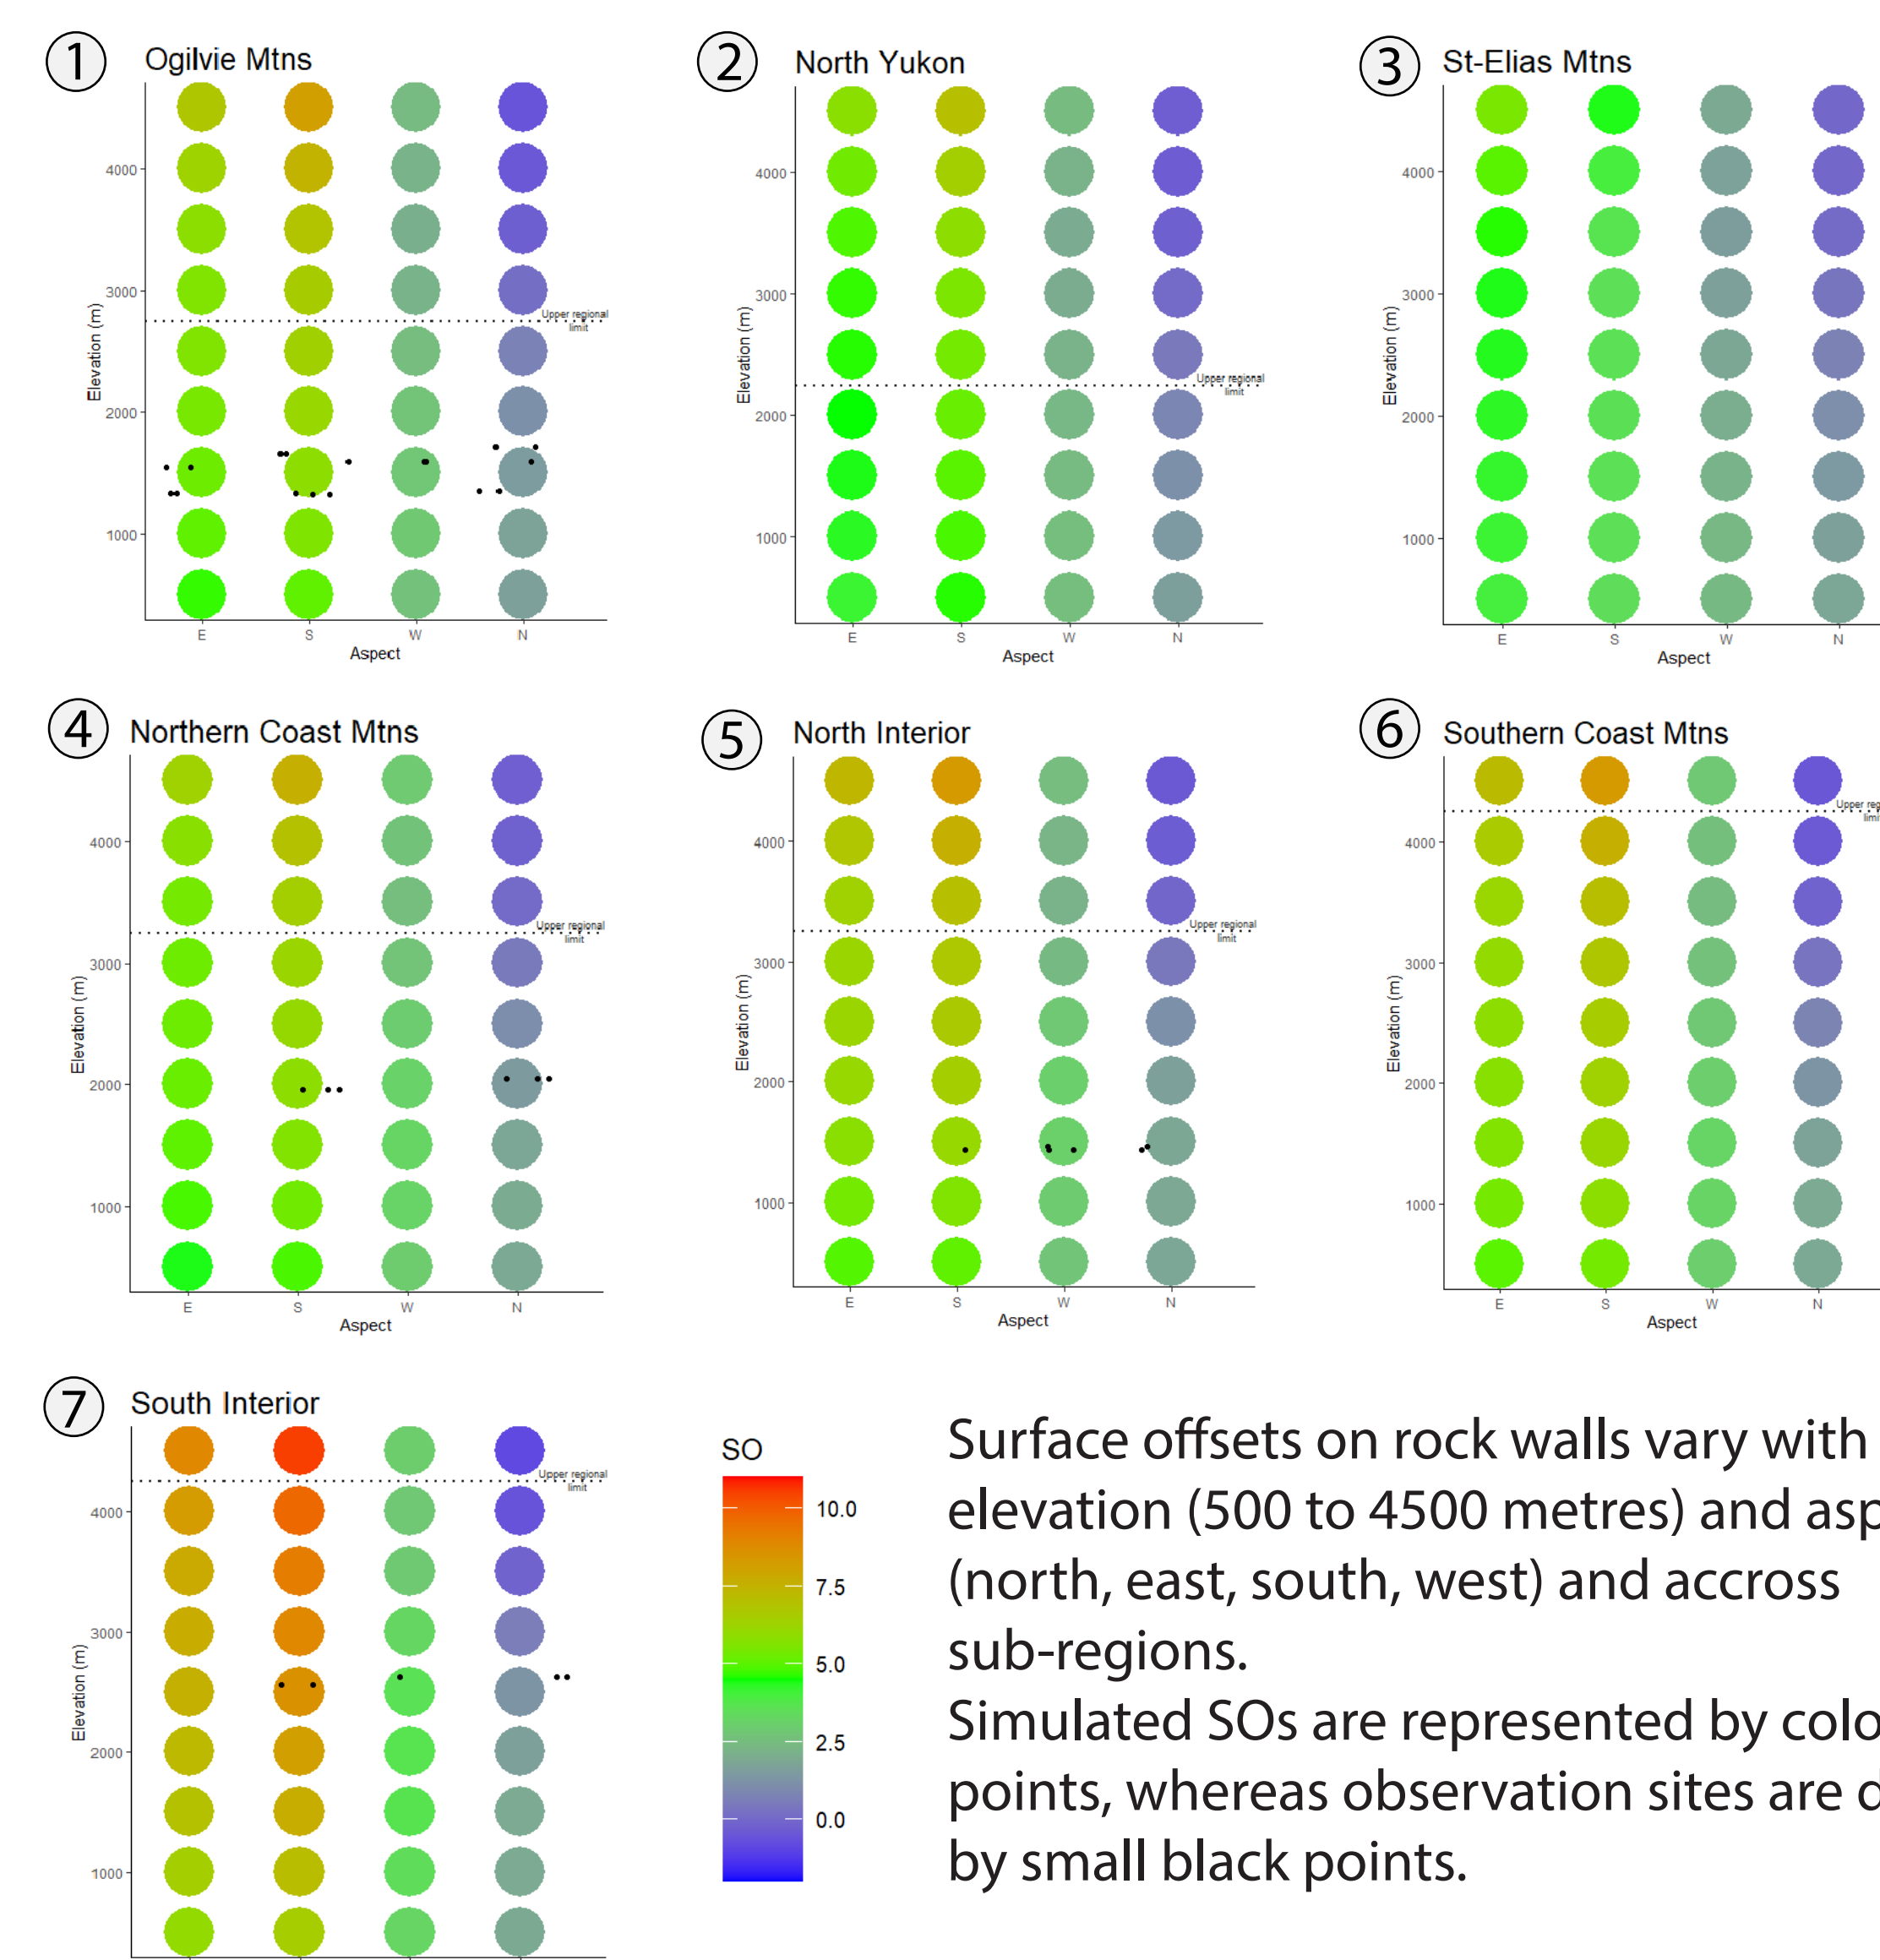 1 Ogilvie Mtns
4000
3000
2000
1000
Elevation (m)
Upper regional
limit
E S W N
Aspect
2 North Yukon
4000
3000
2000
1000
Elevation (m)
Upper regional
limit
E S W N
Aspect
3 St-Elias Mtns
4000
3000
2000
1000
Elevation (m)
E S W N
Aspect
4 Northern Coast Mtns
4000
3000
2000
1000
Elevation (m)
Upper regional
limit
E S W N
Aspect
5 North Interior
4000
3000
2000
1000
Elevation (m)
Upper regional
limit
E S W N
Aspect
6 Southern Coast Mtns
4000
3000
2000
1000
Elevation (m)
Upper
E S W N
Aspect
7 South Interior
4000
3000
2000
1000
Elevation (m)
Upper regional
limit
SO
10.0
7.5
5.0
2.5
0.0
Surface offsets on rock walls vary with
elevation (500 to 4500 metres) and asp
(north, east, south, west) and accross
sub-regions.
Simulated SOs are represented by colo
points, whereas observation sites are d
by small black points.